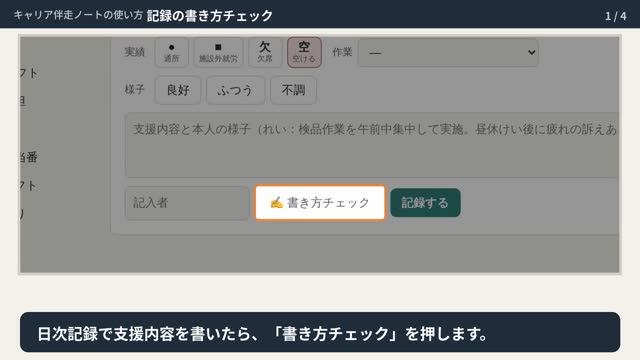 キャリア伴走ノートの使い方 記録の書き方チェック
1 / 4
実績 ● 通所 ■ 施設外就労 欠 欠席 空 空ける 作業 —
フト
様子 良好 ふつう 不調
支援内容と本人の様子（れい：検品作業を午前中集中して実施。昼休けい後に疲れの訴えあ
当番
フト
り
記入者 ✍ 書き方チェック 記録する
日次記録で支援内容を書いたら、「書き方チェック」を押します。